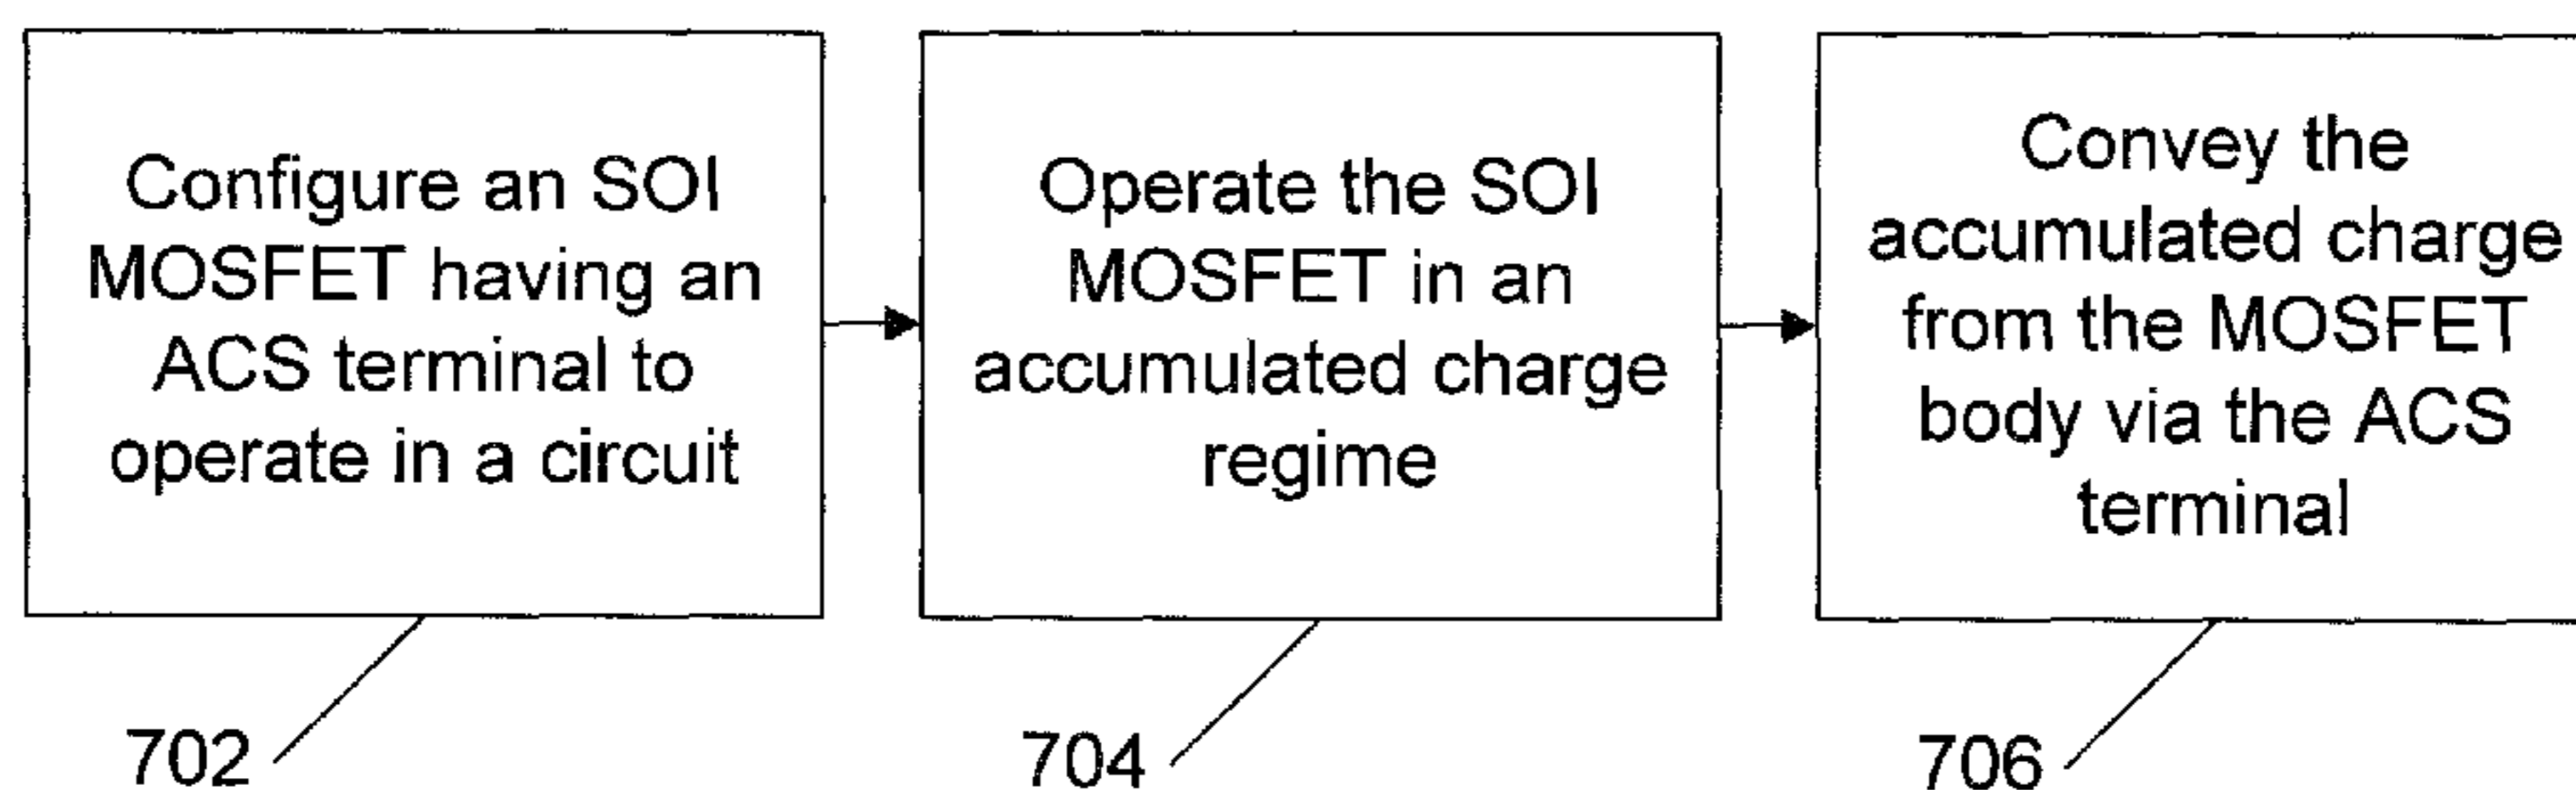 Configure an SOI
MOSFET having an
ACS terminal to
operate in a circuit
Operate the SOI
MOSFET in an
accumulated charge
regime
Convey the
accumulated charge
from the MOSFET
body via the ACS
terminal
702
704
706